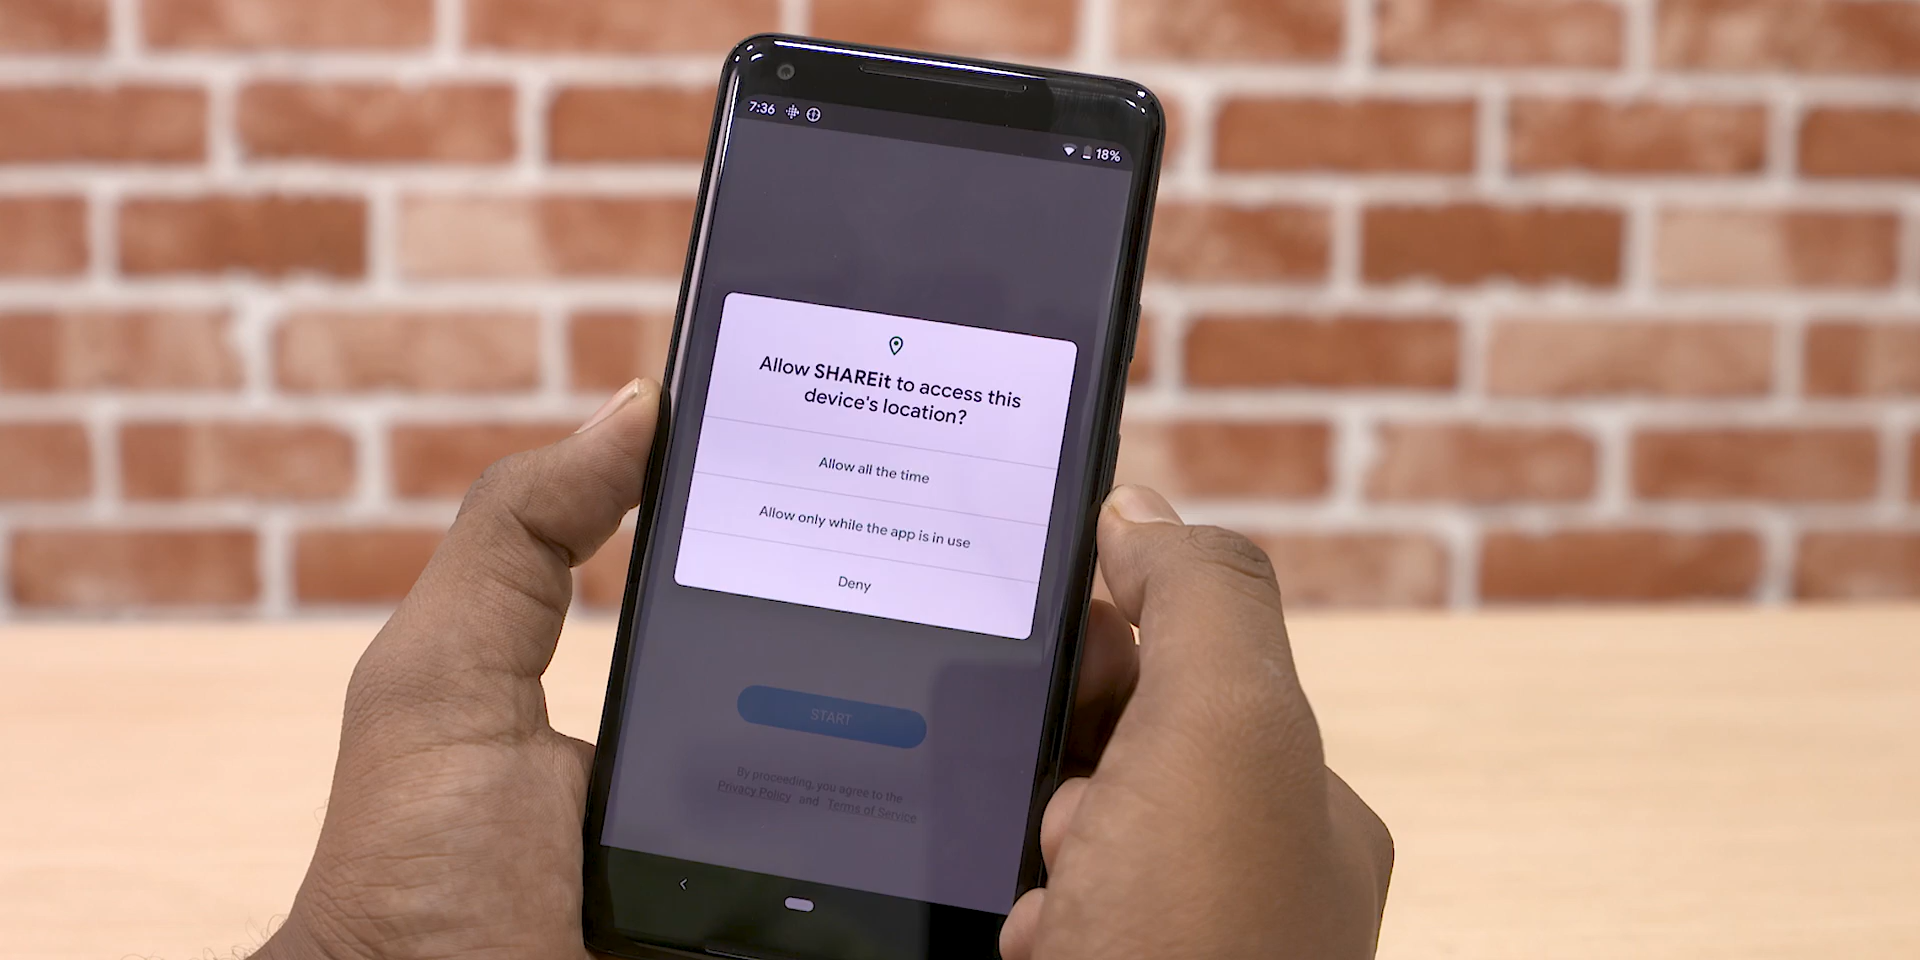 7:36
18%
Allow SHAREit to access this
device's location?
Allow all the time
Allow only while the app is in use
Deny
START
By proceeding, you agree to the
Privacy Policy and Terms of Service